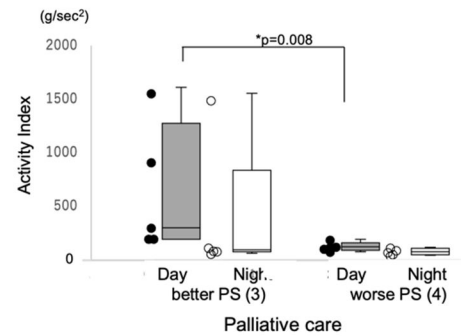 (g/sec²)
2000
*p=0.008
1500
Activity Index
1000
500
0
Day Day Night
better PS (3) worse PS (4)
Palliative care